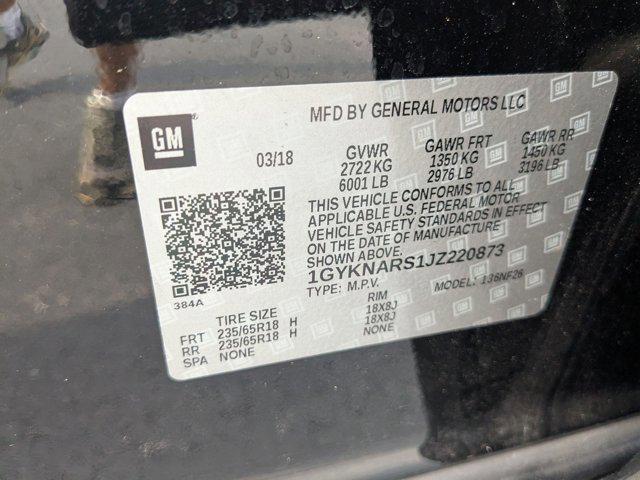 MFD BY GENERAL MOTORS LLC
GM
03/18
GVWR GAWR FRT GAWR RR
2722 KG 1350 KG 1450 KG
6001 LB 2976 LB 3196 LB
THIS VEHICLE CONFORMS TO ALL
APPLICABLE U.S. FEDERAL MOTOR
VEHICLE SAFETY STANDARDS IN EFFECT
ON THE DATE OF MANUFACTURE
1GYKNARS1JZ220873
TYPE: M.P.V. MODEL: 136NF26
384A
TIRE SIZE RIM
FRT 235/65R18 H 18X8J
RR 235/65R18 H 18X8J
SPA NONE NONE